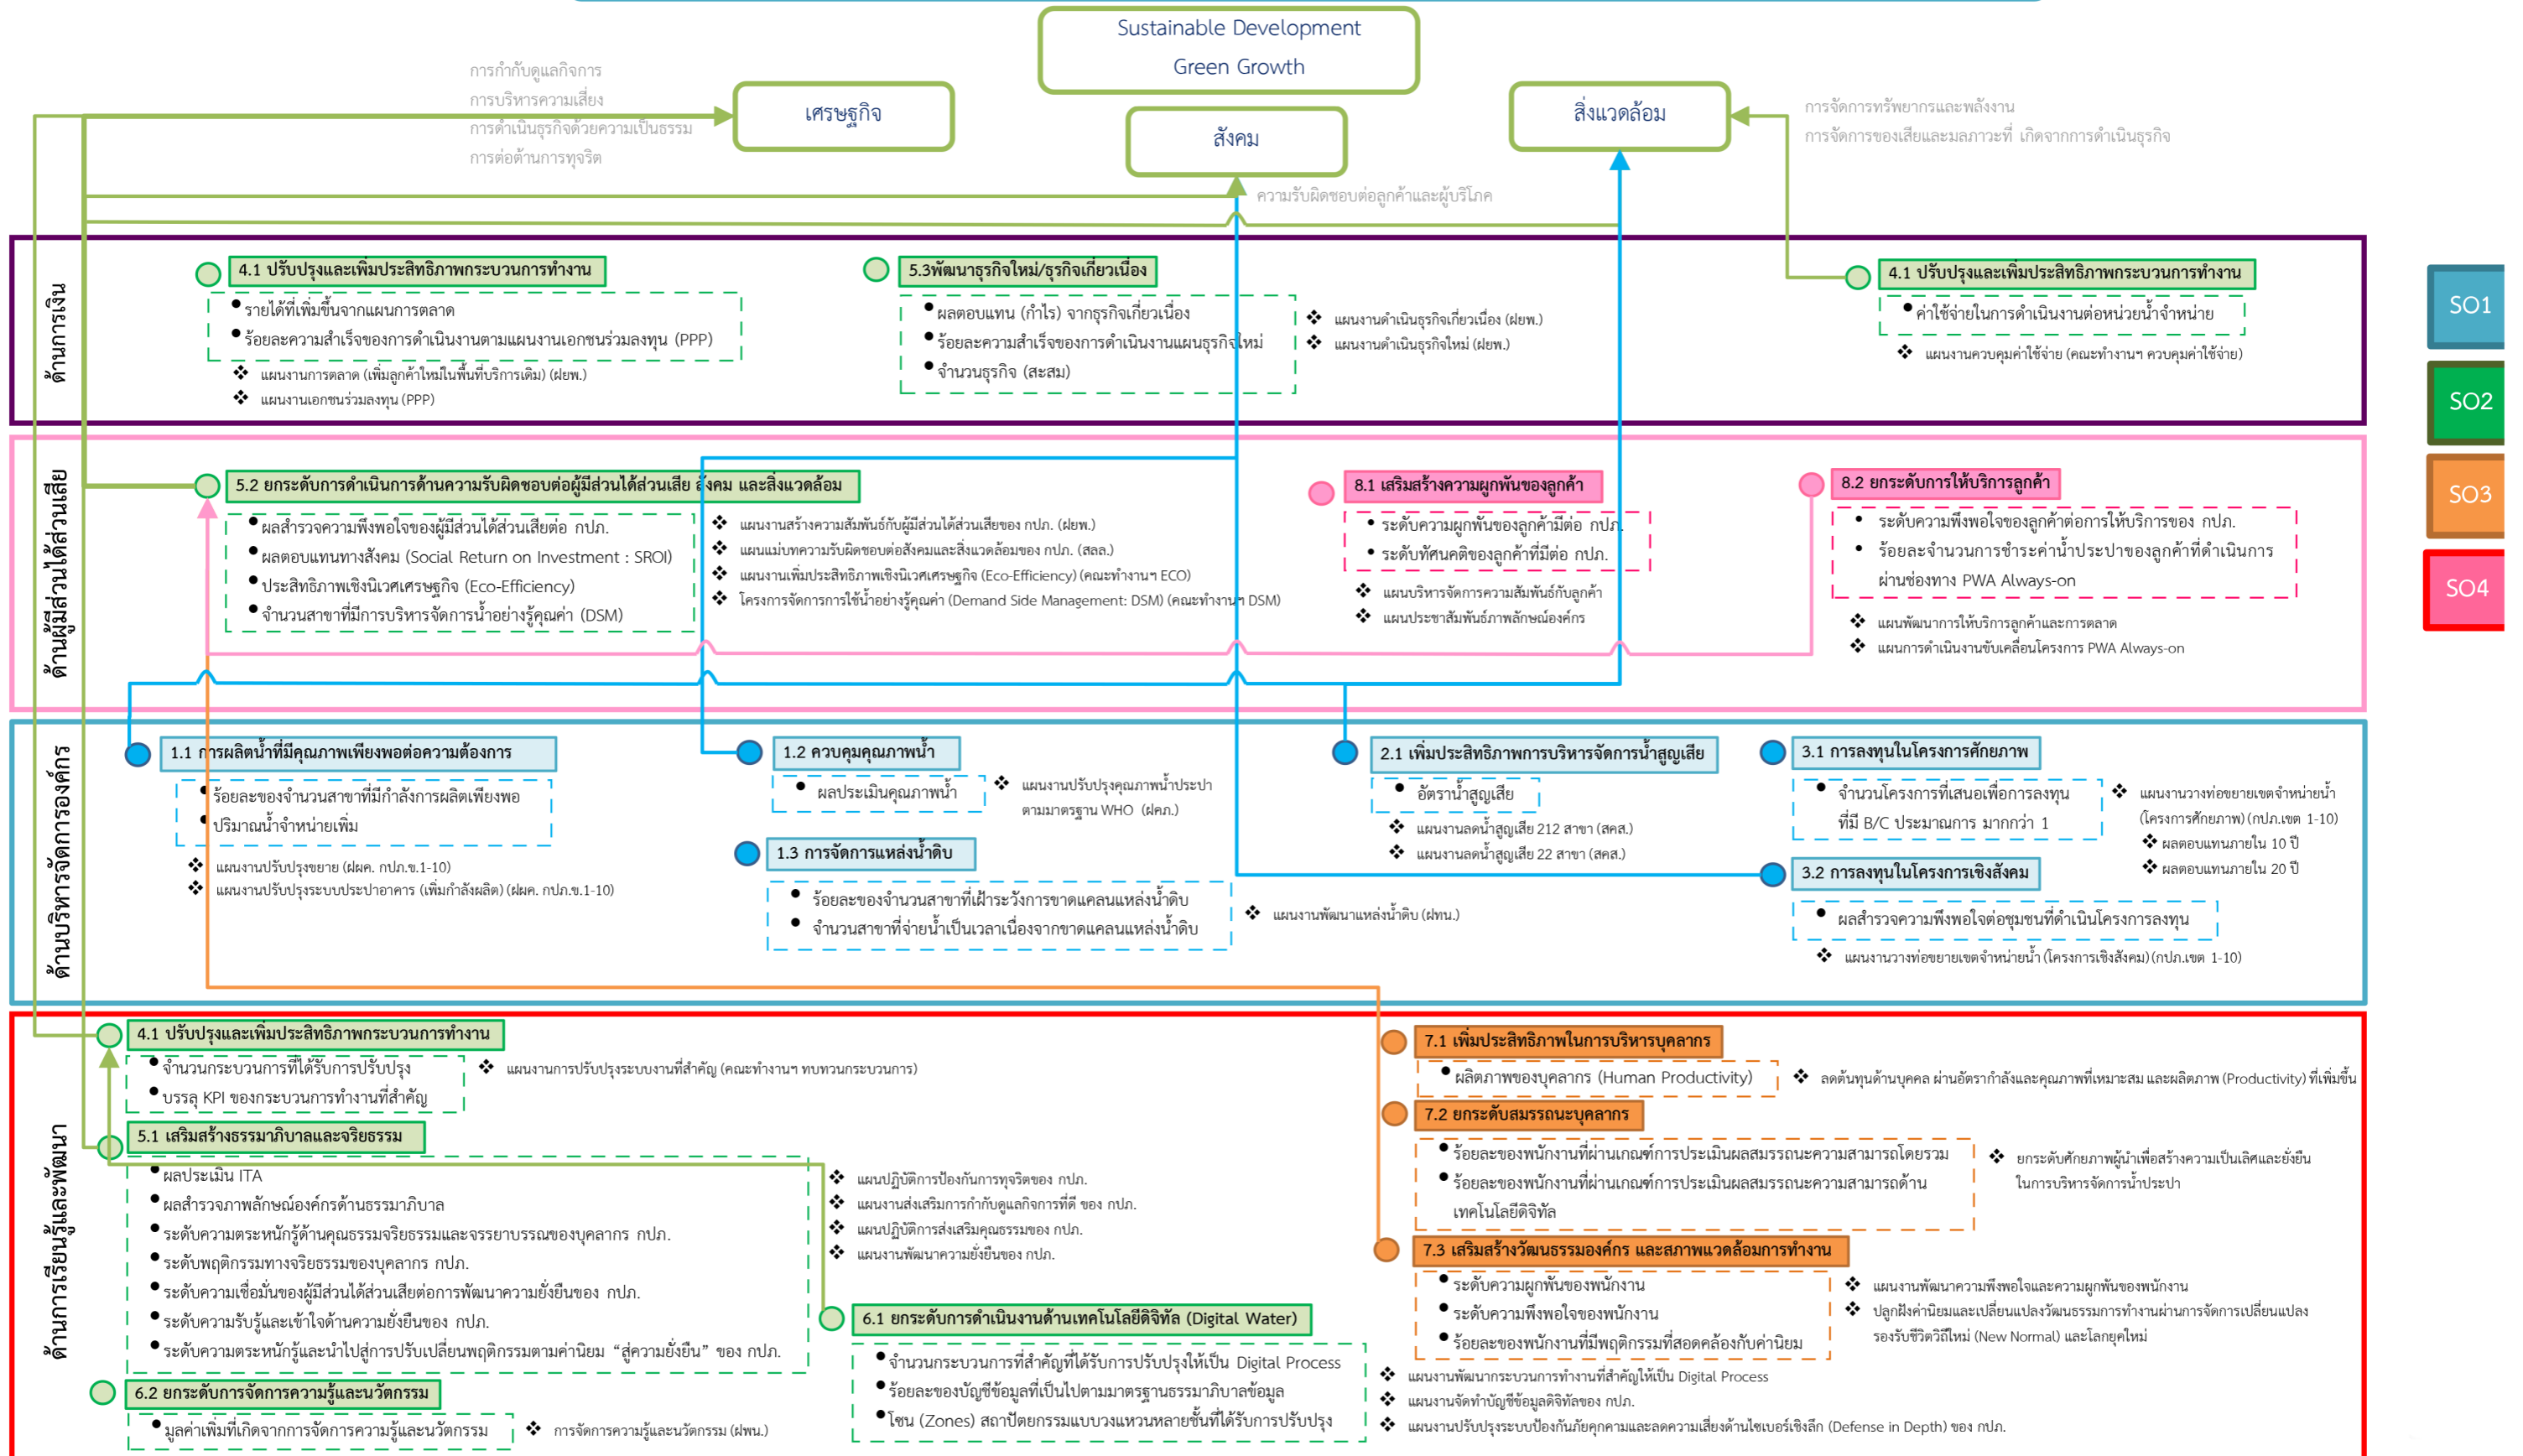 Sustainable Development
Green Growth
การกำกับดูแลกิจการ
การบริหารความเสี่ยง
การดำเนินธุรกิจด้วยความเป็นธรรม
การต่อต้านการทุจริต
เศรษฐกิจ
สังคม
สิ่งแวดล้อม
การจัดการทรัพยากรและพลังงาน
การจัดการของเสียและมลภาวะที่ เกิดจากการดำเนินธุรกิจ
ความรับผิดชอบต่อลูกค้าและผู้บริโภค
ด้านการเงิน
4.1 ปรับปรุงและเพิ่มประสิทธิภาพกระบวนการทำงาน
• รายได้ที่เพิ่มขึ้นจากแผนการตลาด
• ร้อยละความสำเร็จของการดำเนินงานตามแผนงานเอกชนร่วมลงทุน (PPP)
❖ แผนงานการตลาด (เพิ่มลูกค้าใหม่ในพื้นที่บริการเดิม) (ฝยพ.)
❖ แผนงานเอกชนร่วมลงทุน (PPP)
5.3พัฒนาธุรกิจใหม่/ธุรกิจเกี่ยวเนื่อง
• ผลตอบแทน (กำไร) จากธุรกิจเกี่ยวเนื่อง
• ร้อยละความสำเร็จของการดำเนินงานแผนธุรกิจใหม่
• จำนวนธุรกิจ (สะสม)
❖ แผนงานดำเนินธุรกิจเกี่ยวเนื่อง (ฝยพ.)
❖ แผนงานดำเนินธุรกิจใหม่ (ฝยพ.)
4.1 ปรับปรุงและเพิ่มประสิทธิภาพกระบวนการทำงาน
• ค่าใช้จ่ายในการดำเนินงานต่อหน่วยน้ำจำหน่าย
❖ แผนงานควบคุมค่าใช้จ่าย (คณะทำงานฯ ควบคุมค่าใช้จ่าย)
SO1
SO2
SO3
SO4
ด้านผู้มีส่วนได้ส่วนเสีย
5.2 ยกระดับการดำเนินการด้านความรับผิดชอบต่อผู้มีส่วนได้ส่วนเสีย สังคม และสิ่งแวดล้อม
• ผลสำรวจความพึงพอใจของผู้มีส่วนได้ส่วนเสียต่อ กปภ.
• ผลตอบแทนทางสังคม (Social Return on Investment : SROI)
• ประสิทธิภาพเชิงนิเวศเศรษฐกิจ (Eco-Efficiency)
• จำนวนสาขาที่มีการบริหารจัดการน้ำอย่างรู้คุณค่า (DSM)
❖ แผนงานสร้างความสัมพันธ์กับผู้มีส่วนได้ส่วนเสียของ กปภ. (ฝยพ.)
❖ แผนแม่บทความรับผิดชอบต่อสังคมและสิ่งแวดล้อมของ กปภ. (สลล.)
❖ แผนงานเพิ่มประสิทธิภาพเชิงนิเวศเศรษฐกิจ (Eco-Efficiency) (คณะทำงานฯ ECO)
❖ โครงการจัดการการใช้น้ำอย่างรู้คุณค่า (Demand Side Management: DSM) (คณะทำงานฯ DSM)
8.1 เสริมสร้างความผูกพันของลูกค้า
• ระดับความผูกพันของลูกค้ามีต่อ กปภ.
• ระดับทัศนคติของลูกค้าที่มีต่อ กปภ.
❖ แผนบริหารจัดการความสัมพันธ์กับลูกค้า
❖ แผนประชาสัมพันธ์ภาพลักษณ์องค์กร
8.2 ยกระดับการให้บริการลูกค้า
• ระดับความพึงพอใจของลูกค้าต่อการให้บริการของ กปภ.
• ร้อยละจำนวนการชำระค่าน้ำประปาของลูกค้าที่ดำเนินการ
ผ่านช่องทาง PWA Always-on
❖ แผนพัฒนาการให้บริการลูกค้าและการตลาด
❖ แผนการดำเนินงานขับเคลื่อนโครงการ PWA Always-on
ด้านบริหารจัดการองค์กร
1.1 การผลิตน้ำที่มีคุณภาพเพียงพอต่อความต้องการ
• ร้อยละของจำนวนสาขาที่มีกำลังการผลิตเพียงพอ
• ปริมาณน้ำจำหน่ายเพิ่ม
❖ แผนงานปรับปรุงขยาย (ฝผค. กปภ.ข.1-10)
❖ แผนงานปรับปรุงระบบประปาอาคาร (เพิ่มกำลังผลิต) (ฝผค. กปภ.ข.1-10)
1.2 ควบคุมคุณภาพน้ำ
• ผลประเมินคุณภาพน้ำ
❖ แผนงานปรับปรุงคุณภาพน้ำประปา
ตามมาตรฐาน WHO (ฝคภ.)
1.3 การจัดการแหล่งน้ำดิบ
• ร้อยละของจำนวนสาขาที่เฝ้าระวังการขาดแคลนแหล่งน้ำดิบ
• จำนวนสาขาที่จ่ายน้ำเป็นเวลาเนื่องจากขาดแคลนแหล่งน้ำดิบ
❖ แผนงานพัฒนาแหล่งน้ำดิบ (ฝทน.)
2.1 เพิ่มประสิทธิภาพการบริหารจัดการน้ำสูญเสีย
• อัตราน้ำสูญเสีย
❖ แผนงานลดน้ำสูญเสีย 212 สาขา (สคส.)
❖ แผนงานลดน้ำสูญเสีย 22 สาขา (สคส.)
3.1 การลงทุนในโครงการศักยภาพ
• จำนวนโครงการที่เสนอเพื่อการลงทุน
ที่มี B/C ประมาณการ มากกว่า 1
❖ แผนงานวางท่อขยายเขตจำหน่ายน้ำ
(โครงการศักยภาพ) (กปภ.เขต 1-10)
❖ ผลตอบแทนภายใน 10 ปี
❖ ผลตอบแทนภายใน 20 ปี
3.2 การลงทุนในโครงการเชิงสังคม
• ผลสำรวจความพึงพอใจต่อชุมชนที่ดำเนินโครงการลงทุน
❖ แผนงานวางท่อขยายเขตจำหน่ายน้ำ (โครงการเชิงสังคม) (กปภ.เขต 1-10)
ด้านการเรียนรู้และพัฒนา
4.1 ปรับปรุงและเพิ่มประสิทธิภาพกระบวนการทำงาน
• จำนวนกระบวนการที่ได้รับการปรับปรุง
• บรรลุ KPI ของกระบวนการทำงานที่สำคัญ
❖ แผนงานการปรับปรุงระบบงานที่สำคัญ (คณะทำงานฯ ทบทวนกระบวนการ)
5.1 เสริมสร้างธรรมาภิบาลและจริยธรรม
• ผลประเมิน ITA
• ผลสำรวจภาพลักษณ์องค์กรด้านธรรมาภิบาล
• ระดับความตระหนักรู้ด้านคุณธรรมจริยธรรมและจรรยาบรรณของบุคลากร กปภ.
• ระดับพฤติกรรมทางจริยธรรมของบุคลากร กปภ.
• ระดับความเชื่อมั่นของผู้มีส่วนได้ส่วนเสียต่อการพัฒนาความยั่งยืนของ กปภ.
• ระดับความรับรู้และเข้าใจด้านความยั่งยืนของ กปภ.
• ระดับความตระหนักรู้และนำไปสู่การปรับเปลี่ยนพฤติกรรมตามค่านิยม “สู่ความยั่งยืน” ของ กปภ.
❖ แผนปฏิบัติการป้องกันการทุจริตของ กปภ.
❖ แผนงานส่งเสริมการกำกับดูแลกิจการที่ดี ของ กปภ.
❖ แผนปฏิบัติการส่งเสริมคุณธรรมของ กปภ.
❖ แผนงานพัฒนาความยั่งยืนของ กปภ.
6.2 ยกระดับการจัดการความรู้และนวัตกรรม
• มูลค่าเพิ่มที่เกิดจากการจัดการความรู้และนวัตกรรม
❖ การจัดการความรู้และนวัตกรรม (ฝพน.)
6.1 ยกระดับการดำเนินงานด้านเทคโนโลยีดิจิทัล (Digital Water)
• จำนวนกระบวนการที่สำคัญที่ได้รับการปรับปรุงให้เป็น Digital Process
• ร้อยละของบัญชีข้อมูลที่เป็นไปตามมาตรฐานธรรมาภิบาลข้อมูล
• โซน (Zones) สถาปัตยกรรมแบบวงแหวนหลายชั้นที่ได้รับการปรับปรุง
❖ แผนงานพัฒนากระบวนการทำงานที่สำคัญให้เป็น Digital Process
❖ แผนงานจัดทำบัญชีข้อมูลดิจิทัลของ กปภ.
❖ แผนงานปรับปรุงระบบป้องกันภัยคุกคามและลดความเสี่ยงด้านไซเบอร์เชิงลึก (Defense in Depth) ของ กปภ.
7.1 เพิ่มประสิทธิภาพในการบริหารบุคลากร
• ผลิตภาพของบุคลากร (Human Productivity)
❖ ลดต้นทุนด้านบุคคล ผ่านอัตรากำลังและคุณภาพที่เหมาะสม และผลิตภาพ (Productivity) ที่เพิ่มขึ้น
7.2 ยกระดับสมรรถนะบุคลากร
• ร้อยละของพนักงานที่ผ่านเกณฑ์การประเมินผลสมรรถนะความสามารถโดยรวม
• ร้อยละของพนักงานที่ผ่านเกณฑ์การประเมินผลสมรรถนะความสามารถด้าน
เทคโนโลยีดิจิทัล
❖ ยกระดับศักยภาพผู้นำเพื่อสร้างความเป็นเลิศและยั่งยืน
ในการบริหารจัดการน้ำประปา
7.3 เสริมสร้างวัฒนธรรมองค์กร และสภาพแวดล้อมการทำงาน
• ระดับความผูกพันของพนักงาน
• ระดับความพึงพอใจของพนักงาน
• ร้อยละของพนักงานที่มีพฤติกรรมที่สอดคล้องกับค่านิยม
❖ แผนงานพัฒนาความพึงพอใจและความผูกพันของพนักงาน
❖ ปลูกฝังค่านิยมและเปลี่ยนแปลงวัฒนธรรมการทำงานผ่านการจัดการเปลี่ยนแปลง
รองรับชีวิตวิถีใหม่ (New Normal) และโลกยุคใหม่